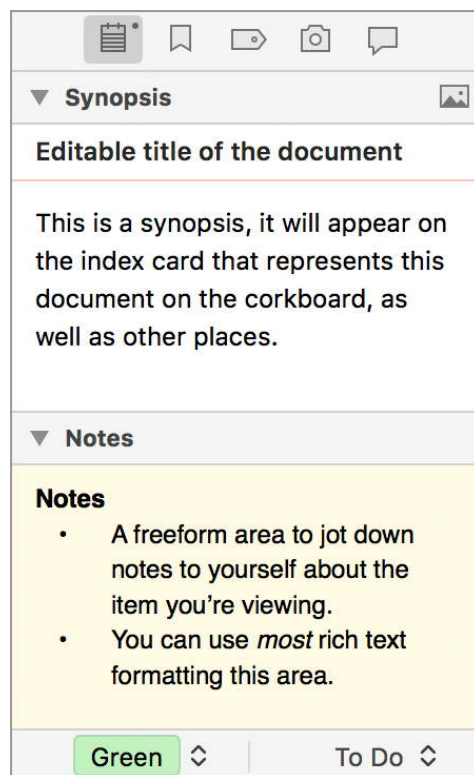 Synopsis
Editable title of the document
This is a synopsis, it will appear on
the index card that represents this
document on the corkboard, as
well as other places.
Notes
Notes
• A freeform area to jot down
notes to yourself about the
item you’re viewing.
• You can use most rich text
formatting this area.
Green To Do